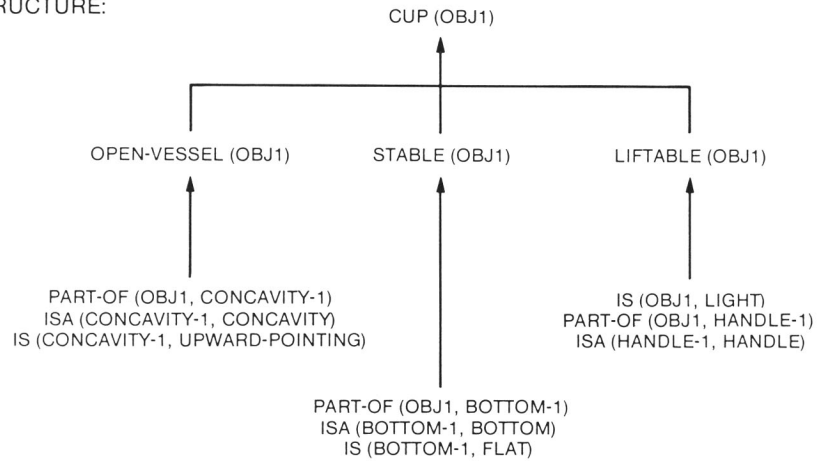 CUP (OBJ1)
OPEN-VESSEL (OBJ1)
STABLE (OBJ1)
LIFTABLE (OBJ1)
PART-OF (OBJ1, CONCAVITY-1)
ISA (CONCAVITY-1, CONCAVITY)
IS (CONCAVITY-1, UPWARD-POINTING)
IS (OBJ1, LIGHT)
PART-OF (OBJ1, HANDLE-1)
ISA (HANDLE-1, HANDLE)
PART-OF (OBJ1, BOTTOM-1)
ISA (BOTTOM-1, BOTTOM)
IS (BOTTOM-1, FLAT)